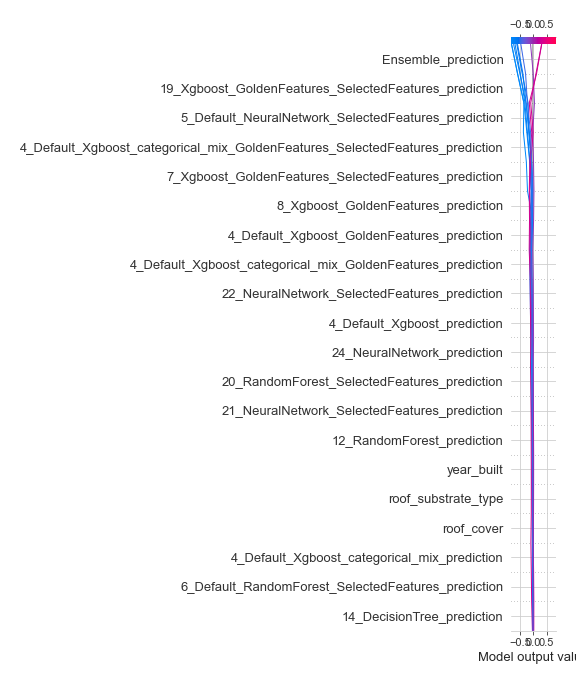 −0.5 0.0 0.5
Ensemble_prediction
19_Xgboost_GoldenFeatures_SelectedFeatures_prediction
5_Default_NeuralNetwork_SelectedFeatures_prediction
4_Default_Xgboost_categorical_mix_GoldenFeatures_SelectedFeatures_prediction
7_Xgboost_GoldenFeatures_SelectedFeatures_prediction
8_Xgboost_GoldenFeatures_prediction
4_Default_Xgboost_GoldenFeatures_prediction
4_Default_Xgboost_categorical_mix_GoldenFeatures_prediction
22_NeuralNetwork_SelectedFeatures_prediction
4_Default_Xgboost_prediction
24_NeuralNetwork_prediction
20_RandomForest_SelectedFeatures_prediction
21_NeuralNetwork_SelectedFeatures_prediction
12_RandomForest_prediction
year_built
roof_substrate_type
roof_cover
4_Default_Xgboost_categorical_mix_prediction
6_Default_RandomForest_SelectedFeatures_prediction
14_DecisionTree_prediction
−0.5 0.0 0.5
Model output valu